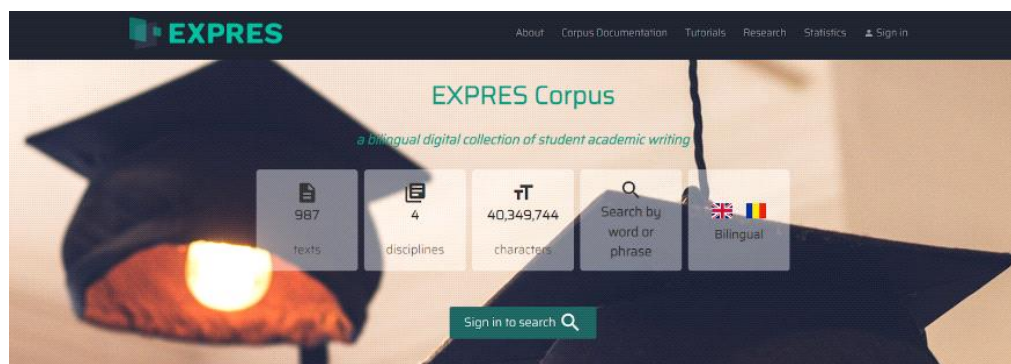 EXPRES
About Corpus Documentation Tutorials Research Statistics Sign in
EXPRES Corpus
a bilingual digital collection of student academic writing
987
texts
4
disciplines
40,349,744
characters
Search by
word or
phrase
Bilingual
Sign in to search